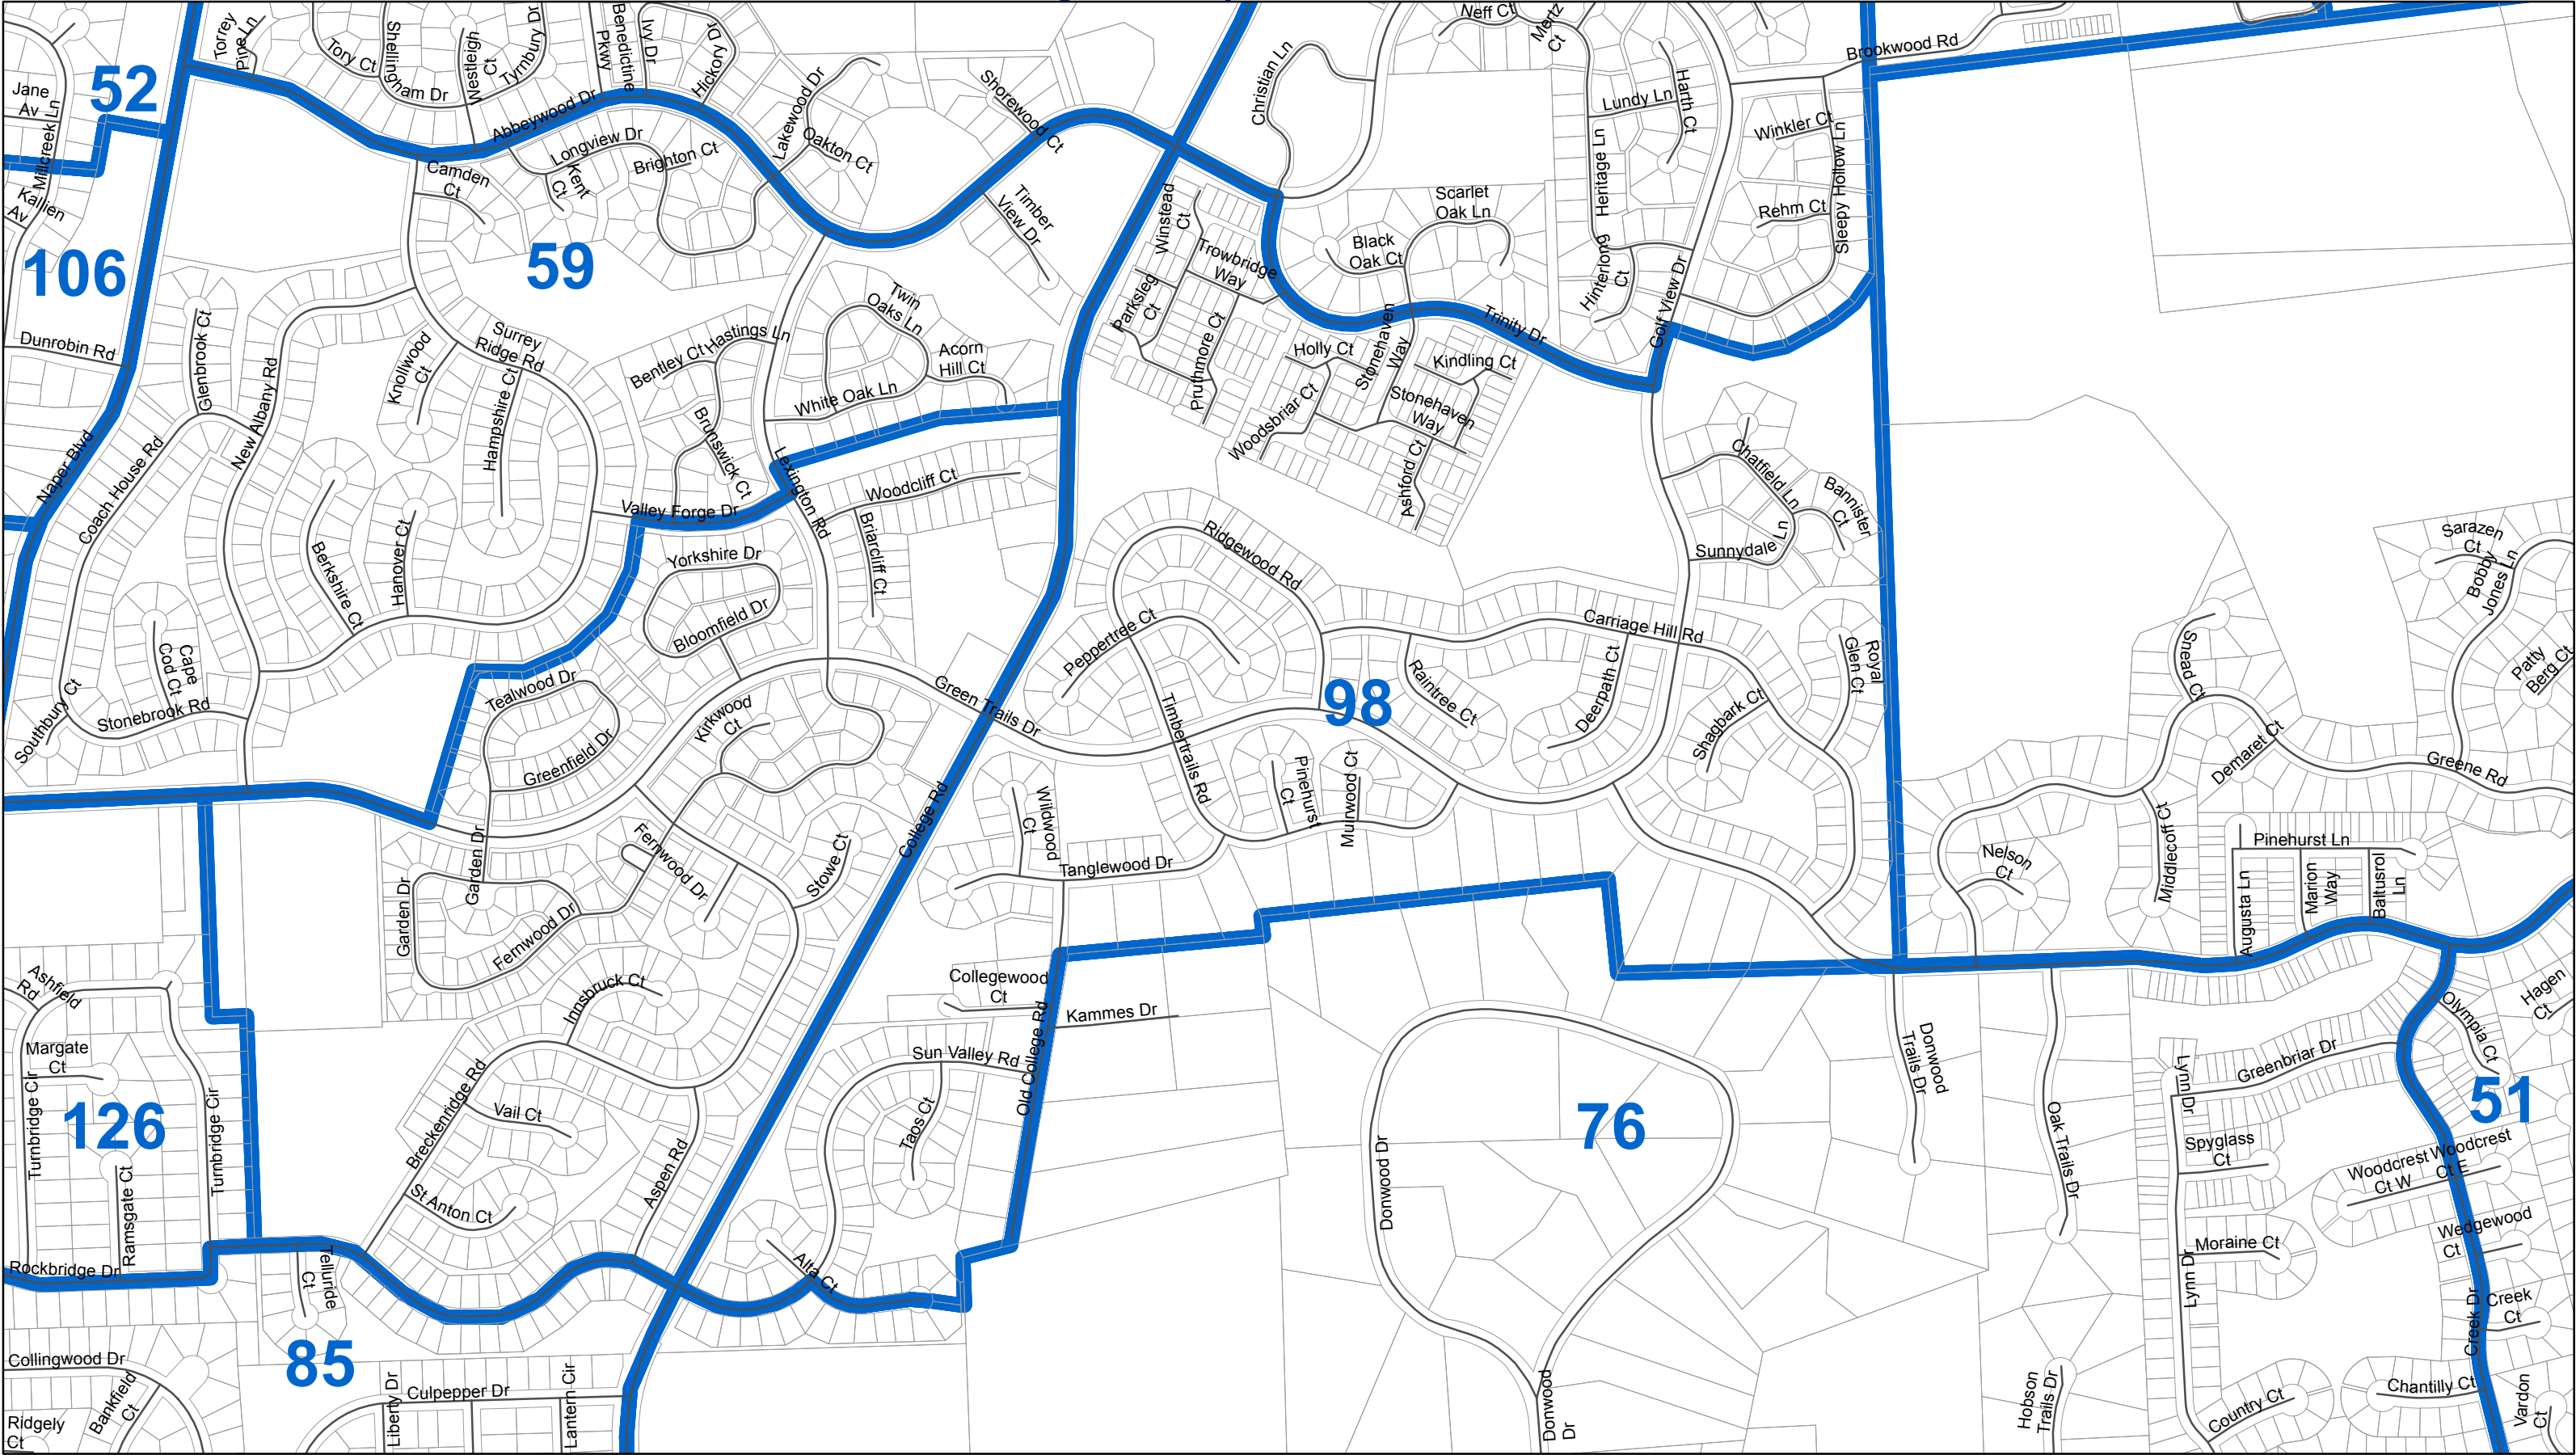 Torrey
Pine Ln
Tory Ct
Shellingham Dr
Westleigh
Ct
Tyrnbury Dr
Benedictine
Pkwy
Ivy Dr
Hickory Dr
Lakewood Dr
Oakton Ct
Shorewood Ct
Christian Ln
Neff Ct
Mertz
Ct
Harth Ct
Lundy Ln
Brookwood Rd
Winkler Ct
Sleepy Hollow Ln
Rehm Ct
Jane
Av
52
Millcreek Ln
Kallien
Av
106
Abbeywood Dr
Longview Dr
Brighton Ct
Kent
Ct
Camden
Ct
59
Timber
View Dr
Winstead
Ct
Trowbridge
Way
Parksleg
Ct
Pruthmore Ct
Black
Oak Ct
Scarlet
Oak Ln
Heritage Ln
Hinterlong
Ct
Golf View Dr
Trinity Dr
Dunrobin Rd
Glenbrook Ct
New Albany Rd
Knollwood
Ct
Surrey
Ridge Rd
Hampshire Ct
Bentley Ct
Hastings Ln
Twin
Oaks Ln
Acorn
Hill Ct
White Oak Ln
Brunswick Ct
Holly Ct
Stonehaven
Way
Kindling Ct
Stonehaven
Way
Woodsbriar Ct
Ashford Ct
Naper Blvd
Coach House Rd
Lexington Rd
Woodcliff Ct
Valley Forge Dr
Briarcliff Ct
Berkshire Ct
Hanover Ct
Yorkshire Dr
Bloomfield Dr
Ridgewood Rd
Peppertree Ct
Chatfield Ln
Bannister
Ct
Sunnydale Ln
Carriage Hill Rd
Royal
Glen Ct
Sarazen
Ct
Bobby
Jones Ln
Patty
Berg Ct
Snead Ct
Cape
Cod Ct
Southbury Ct
Stonebrook Rd
Tealwood Dr
Greenfield Dr
Kirkwood
Ct
Green Trails Dr
Timbertrails Rd
98
Raintree Ct
Deerpath Ct
Shagbark Ct
Demaret Ct
Greene Rd
Pinehurst
Ct
Muirwood Ct
Wildwood
Ct
College Rd
Tanglewood Dr
Garden Dr
Garden Dr
Fernwood Dr
Fernwood Dr
Stowe Ct
Nelson
Ct
Middlecoff Ct
Pinehurst Ln
Augusta Ln
Marion
Way
Baltusrol
Ln
Ashfield
Rd
Innsbruck Ct
Collegewood
Ct
Kammes Dr
Old College Rd
Sun Valley Rd
Taos Ct
Margate
Ct
Turnbridge Cir
126
Turnbridge Cir
Ramsgate Ct
Breckenridge Rd
Vail Ct
St Anton Ct
Aspen Rd
Alta Ct
Donwood Dr
76
Donwood
Trails Dr
Oak Trails Dr
Lynn Dr
Greenbriar Dr
Olympia Ct
Hagen
Ct
51
Spyglass
Ct
Woodcrest
Ct W
Woodcrest
Ct E
Wedgewood
Ct
Moraine Ct
Lynn Dr
Creek Dr
Creek
Ct
Rockbridge Dr
Telluride
Ct
85
Collingwood Dr
Bankfield
Ct
Ridgely
Ct
Liberty Dr
Culpepper Dr
Lantern Cir
Donwood
Dr
Hobson
Trails Dr
Country Ct
Chantilly Ct
Vardon
Ct